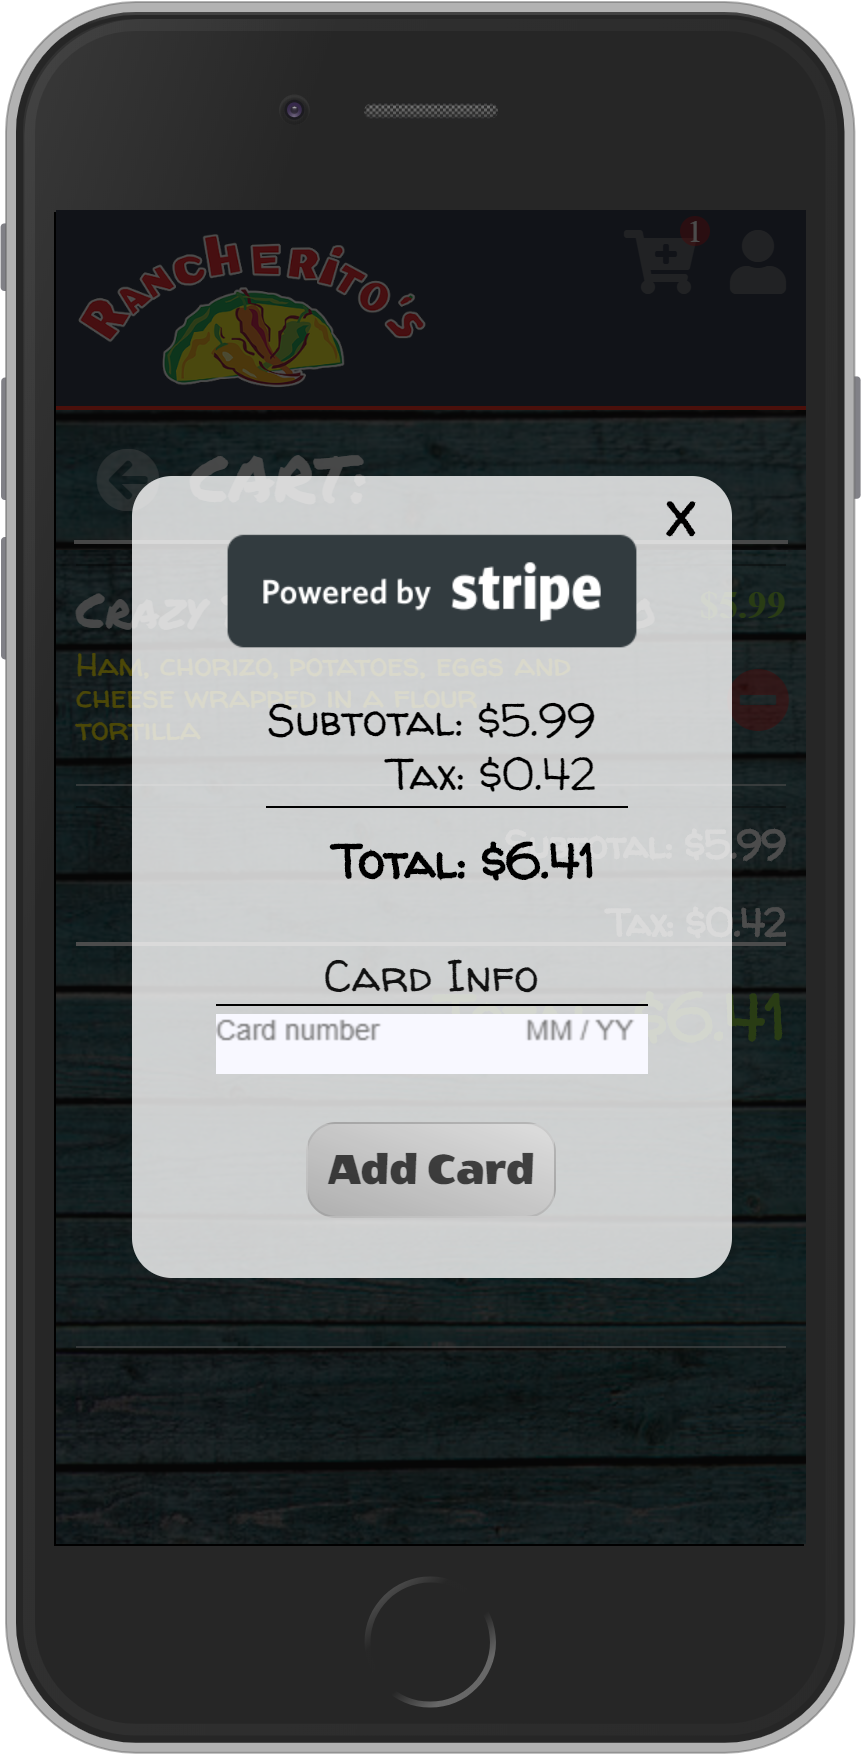 RANCHERITO'S
1
CART:
X
Powered by stripe
CRAZY
$5.99
HAM, CHORIZO, POTATOES, EGGS AND
CHEESE WRAPPED IN A FLOUR
TORTILLA
SUBTOTAL: $5.99
TAX: $0.42
TOTAL: $6.41
SUBTOTAL: $5.99
TAX: $0.42
$6.41
CARD INFO
Card number MM / YY
Add Card